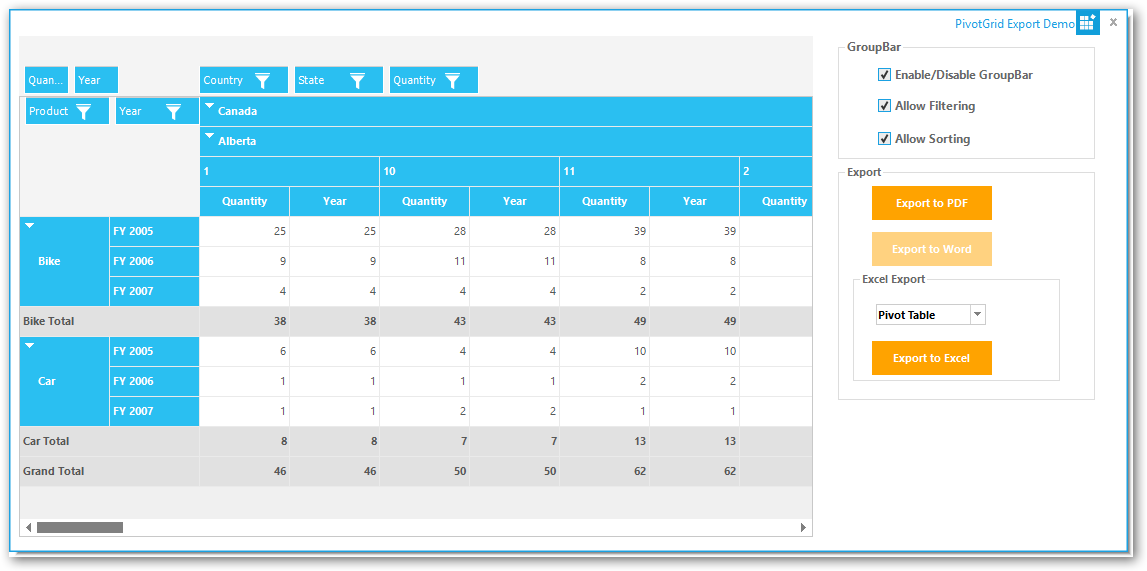 PivotGrid Export Demo
Quan... Year Country State Quantity
Product Year Canada
Alberta
1 10 11 2
Quantity Year Quantity Year Quantity Year Quantity
Bike FY 2005 25 25 28 28 39 39
FY 2006 9 9 11 11 8 8
FY 2007 4 4 4 4 2 2
Bike Total 38 38 43 43 49 49
Car FY 2005 6 6 4 4 10 10
FY 2006 1 1 1 1 2 2
FY 2007 1 1 2 2 1 1
Car Total 8 8 7 7 13 13
Grand Total 46 46 50 50 62 62
GroupBar
Enable/Disable GroupBar
Allow Filtering
Allow Sorting
Export
Export to PDF
Export to Word
Excel Export
Pivot Table
Export to Excel